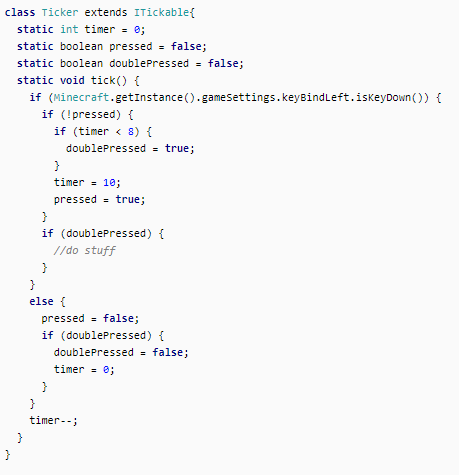 class Ticker extends ITickable{
  static int timer = 0;
  static boolean pressed = false;
  static boolean doublePressed = false;
  static void tick() {
    if (Minecraft.getInstance().gameSettings.keyBindLeft.isKeyDown()) {
      if (!pressed) {
        if (timer < 8) {
          doublePressed = true;
        }
        timer = 10;
        pressed = true;
      }
      if (doublePressed) {
        //do stuff
      }
    }
    else {
      pressed = false;
      if (doublePressed) {
        doublePressed = false;
        timer = 0;
      }
    }
    timer--;
  }
}